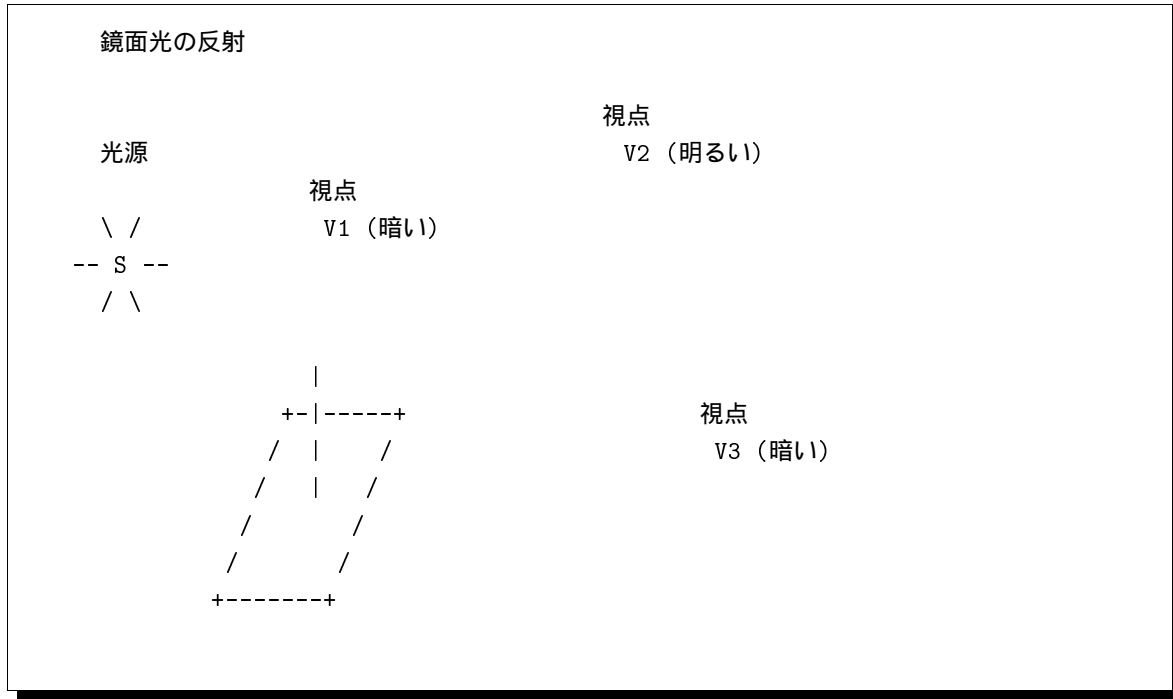 鏡面光の反射
視点
光源 V2 (明るい)
視点
\ / V1 (暗い)
-- S --
/ \
|
+-|-----+ 視点
/ | / V3 (暗い)
/ | /
/ /
/ /
+-------+